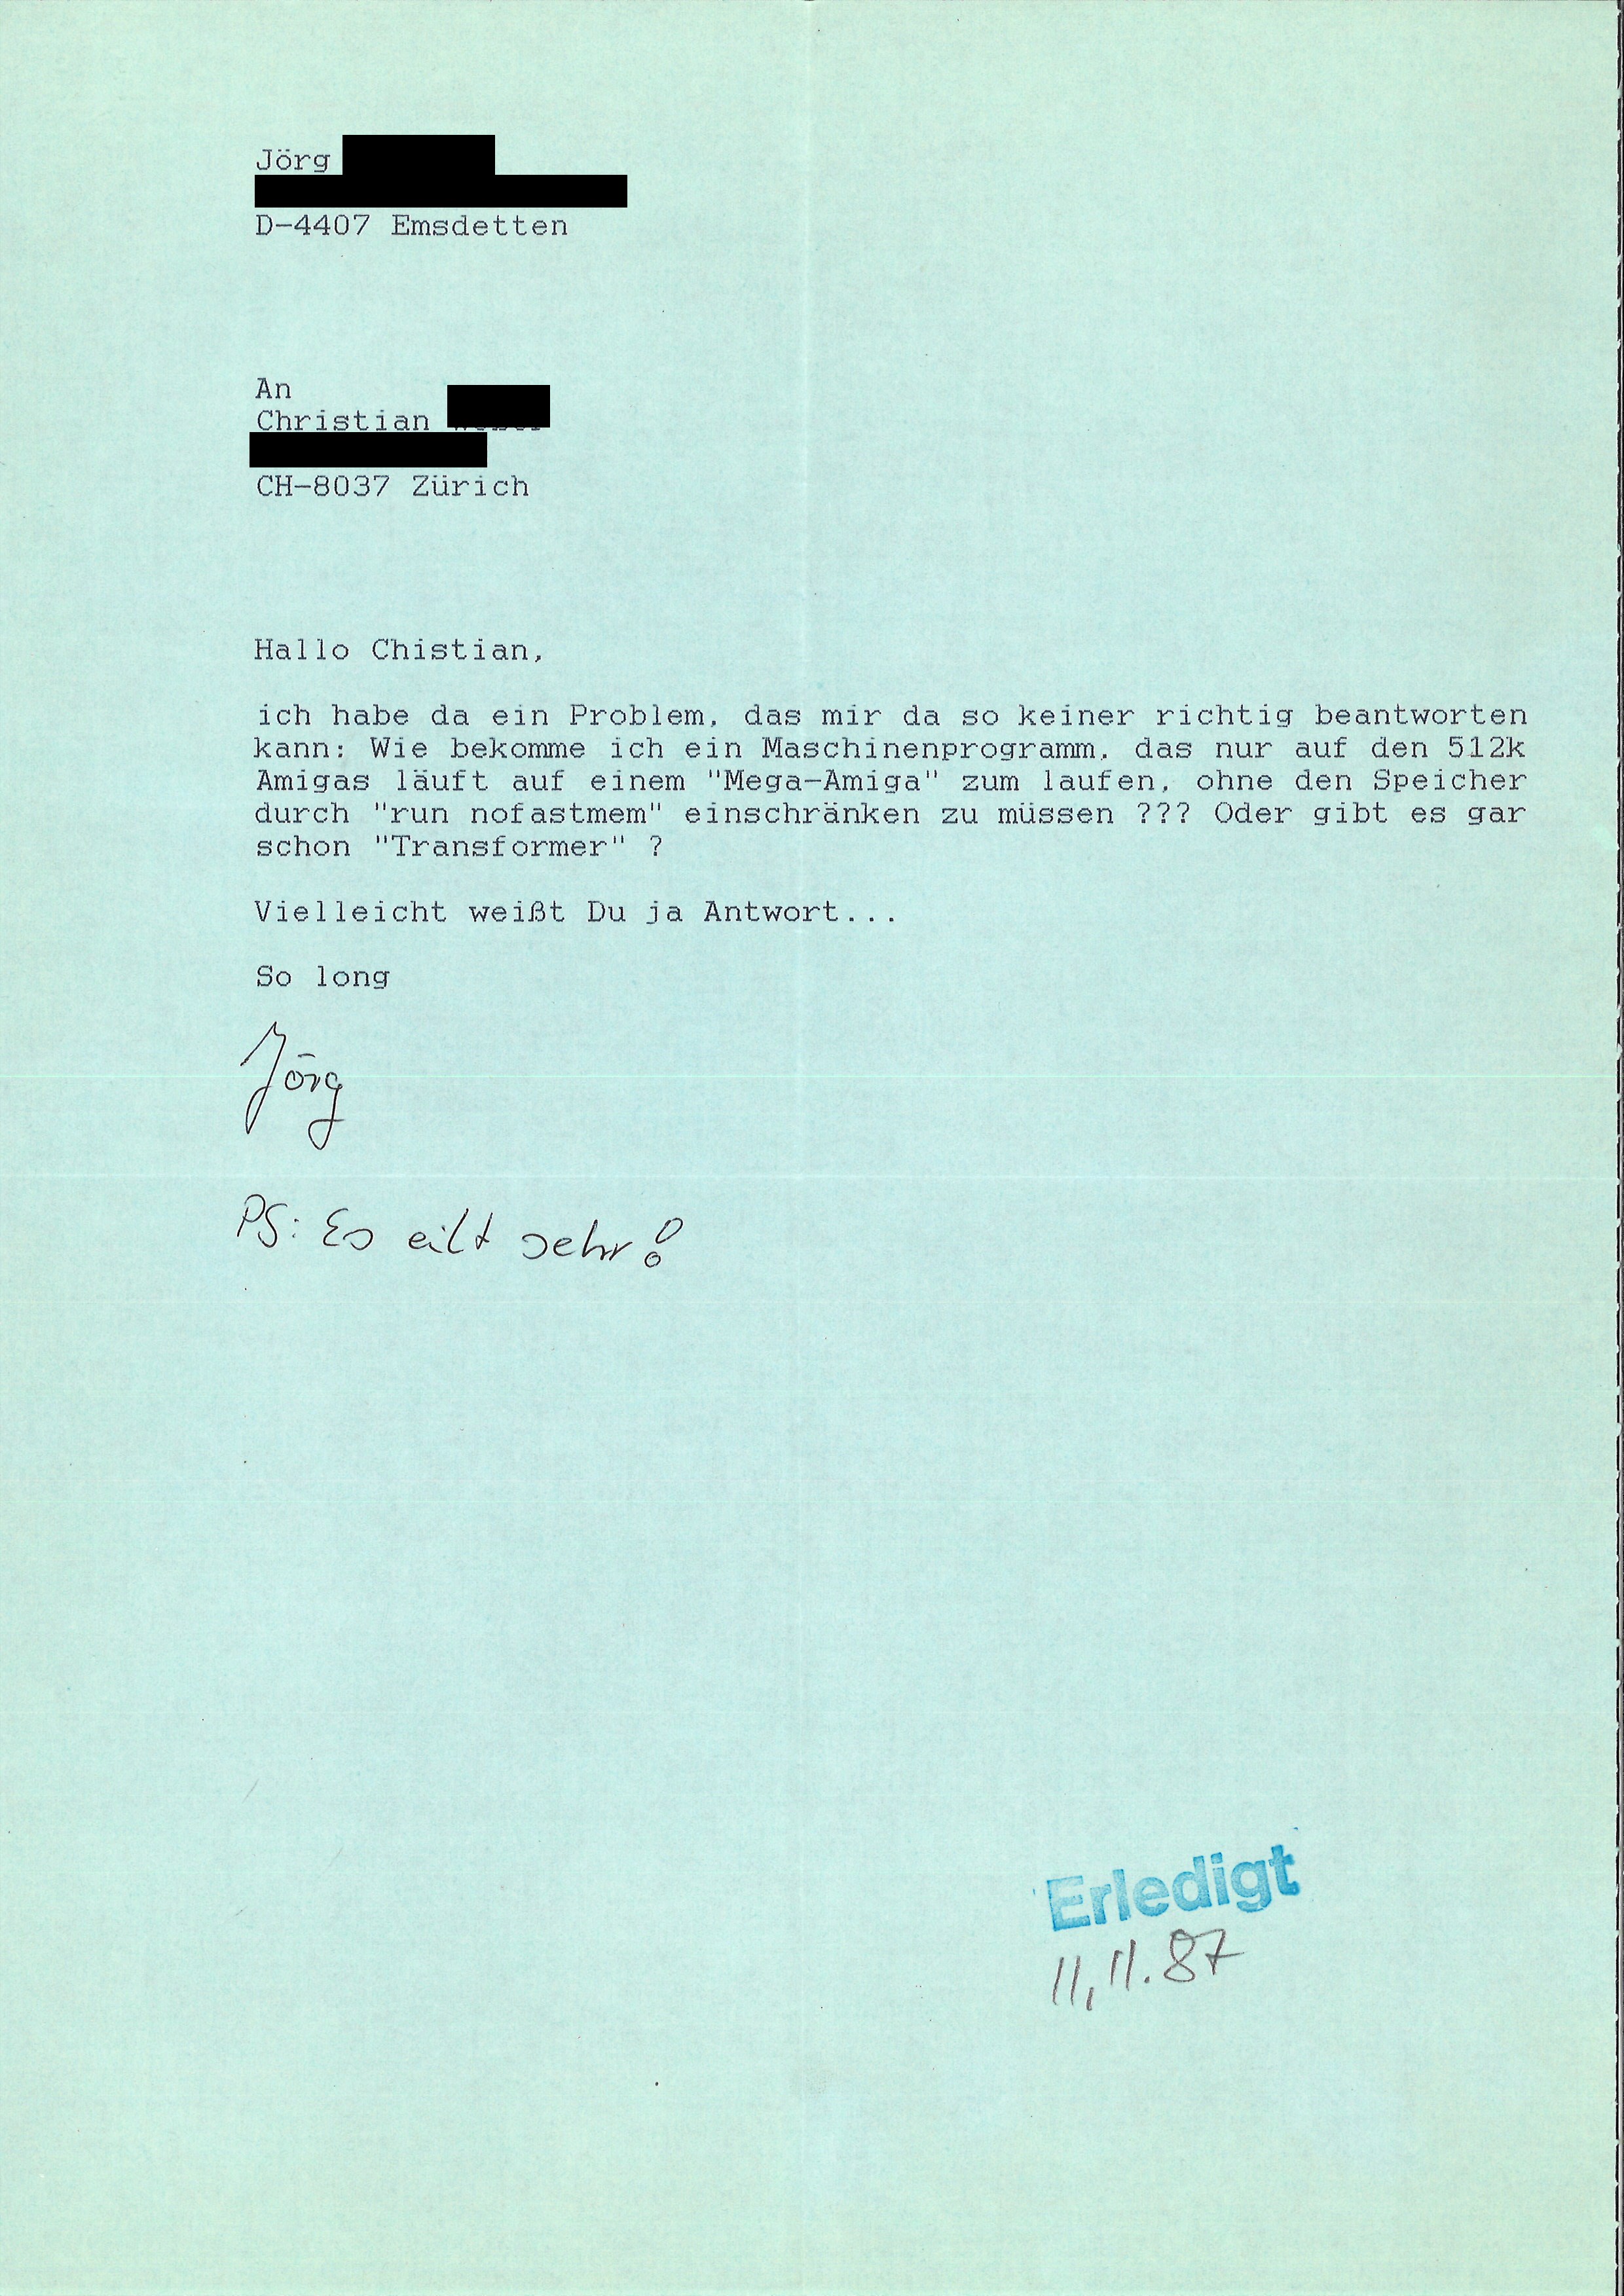 Jörg
D-4407 Emsdetten
An
Christian
CH-8037 Zürich
Hallo Chistian,
ich habe da ein Problem, das mir da so keiner richtig beantworten
kann: Wie bekomme ich ein Maschinenprogramm, das nur auf den 512k
Amigas läuft auf einem "Mega-Amiga" zum laufen, ohne den Speicher
durch "run nofastmem" einschränken zu müssen ??? Oder gibt es gar
schon "Transformer" ?
Vielleicht weißt Du ja Antwort...
So long
Jörg
PS: Es eilt sehr!
Erledigt
11,11.87